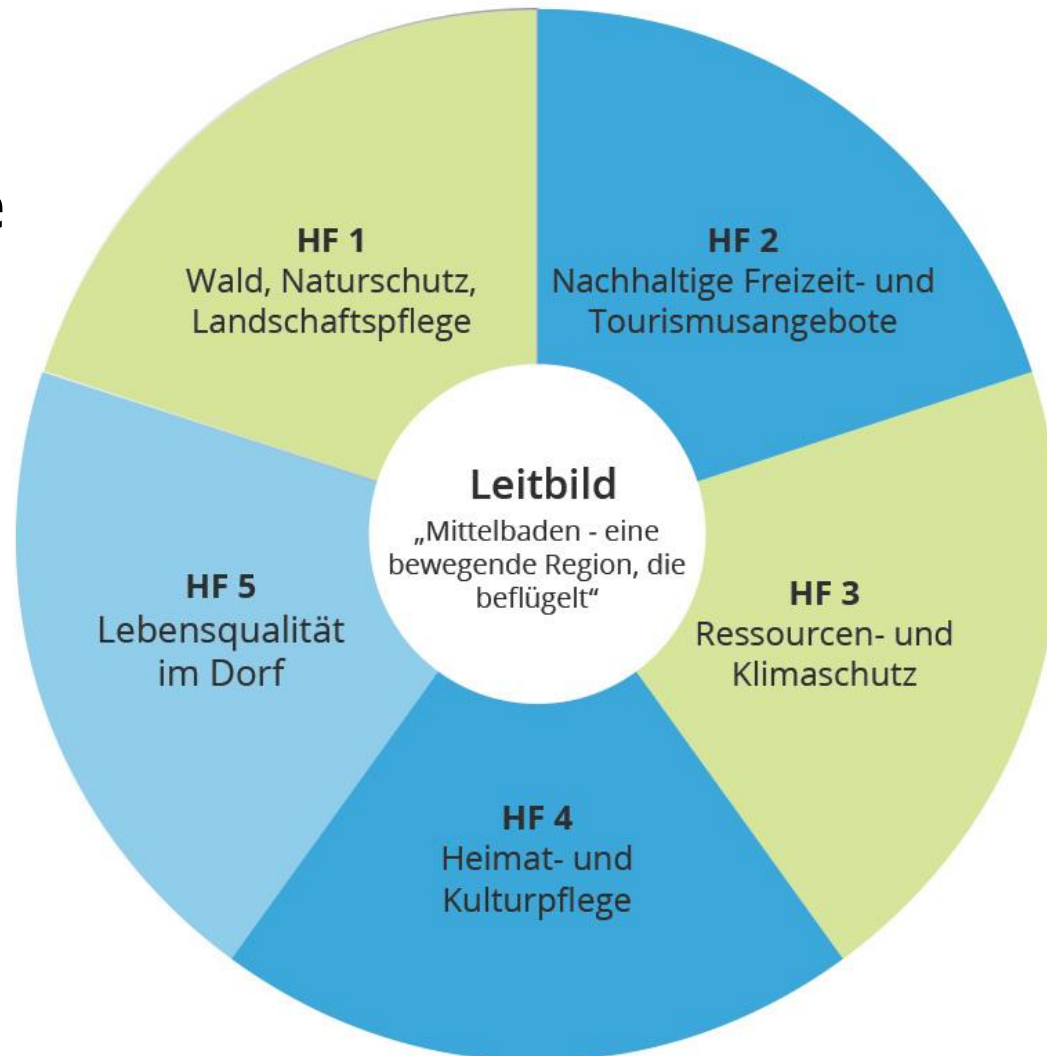 e
HF 1
Wald, Naturschutz,
Landschaftspflege
HF 2
Nachhaltige Freizeit- und
Tourismusangebote
Leitbild
„Mittelbaden - eine
bewegende Region, die
beflügelt“
HF 3
Ressourcen- und
Klimaschutz
HF 4
Heimat- und
Kulturpflege
HF 5
Lebensqualität
im Dorf